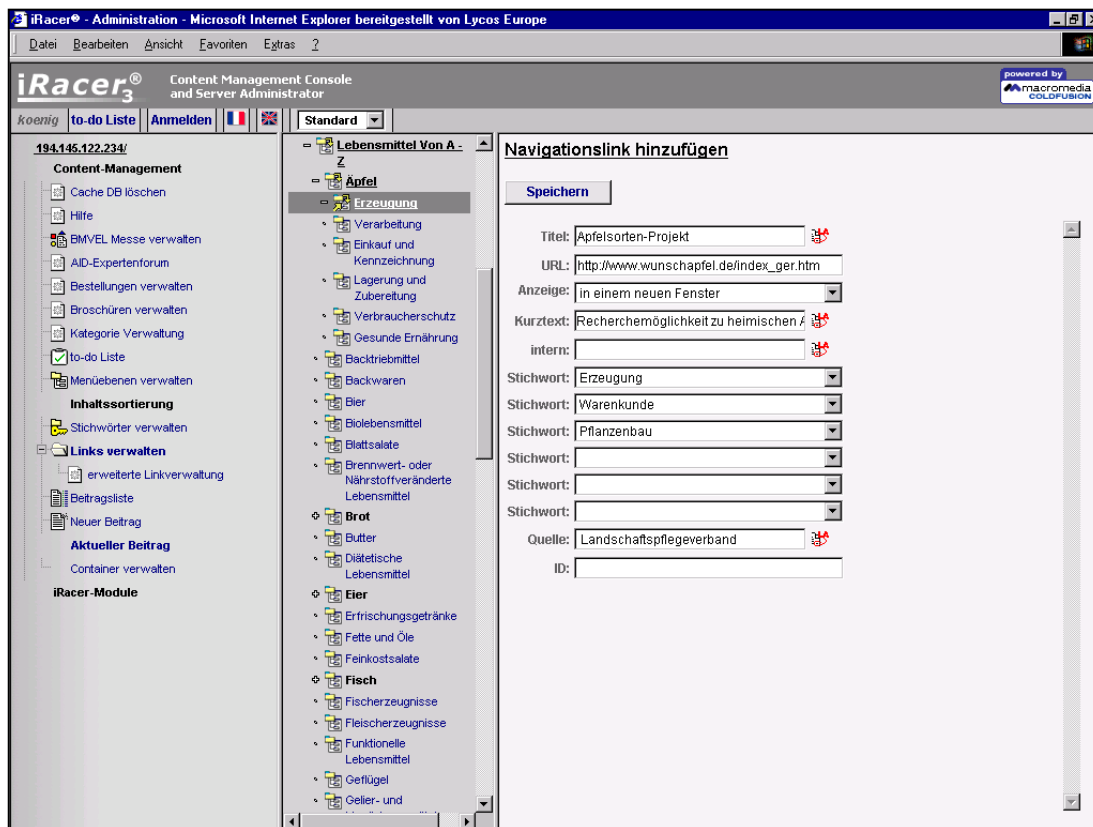 iRacer® - Administration - Microsoft Internet Explorer bereitgestellt von Lycos Europe
Datei Bearbeiten Ansicht Favoriten Extras ?
iRacer3®
Content Management Console
and Server Administrator
powered by
macromedia
COLDFUSION
koenig to-do Liste Anmelden Standard
194.145.122.234/
Content-Management
Cache DB löschen
Hilfe
BMVEL Messe verwalten
AID-Expertenforum
Bestellungen verwalten
Broschüren verwalten
Kategorie Verwaltung
to-do Liste
Menüebenen verwalten
Inhaltssortierung
Stichwörter verwalten
Links verwalten
erweiterte Linkverwaltung
Beitragsliste
Neuer Beitrag
Aktueller Beitrag
Container verwalten
iRacer-Module
Lebensmittel Von A -
Z
Äpfel
Erzeugung
Verarbeitung
Einkauf und
Kennzeichnung
Lagerung und
Zubereitung
Verbraucherschutz
Gesunde Ernährung
Backtriebmittel
Backwaren
Bier
Biolebensmittel
Blattsalate
Brennwert- oder
Nährstoffveränderte
Lebensmittel
Brot
Butter
Diätetische
Lebensmittel
Eier
Erfrischungsgetränke
Fette und Öle
Feinkostsalate
Fisch
Fischerzeugnisse
Fleischerzeugnisse
Funktionelle
Lebensmittel
Geflügel
Gelier- und
Navigationslink hinzufügen
Speichern
Titel: Apfelsorten-Projekt
URL: http://www.wunschapfel.de/index_ger.htm
Anzeige: in einem neuen Fenster
Kurztext: Recherchemöglichkeit zu heimischen A
intern:
Stichwort: Erzeugung
Stichwort: Warenkunde
Stichwort: Pflanzenbau
Stichwort:
Stichwort:
Stichwort:
Quelle: Landschaftspflegeverband
ID: